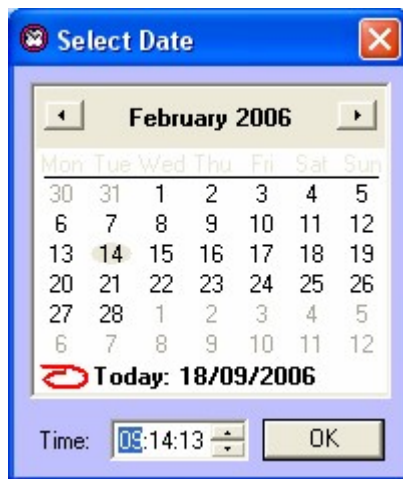 Select Date
February 2006
Mon Tue Wed Thu Fri Sat Sun
30 31 1 2 3 4 5
6 7 8 9 10 11 12
13 14 15 16 17 18 19
20 21 22 23 24 25 26
27 28 1 2 3 4 5
6 7 8 9 10 11 12
Today: 18/09/2006
Time: 09:14:13 OK